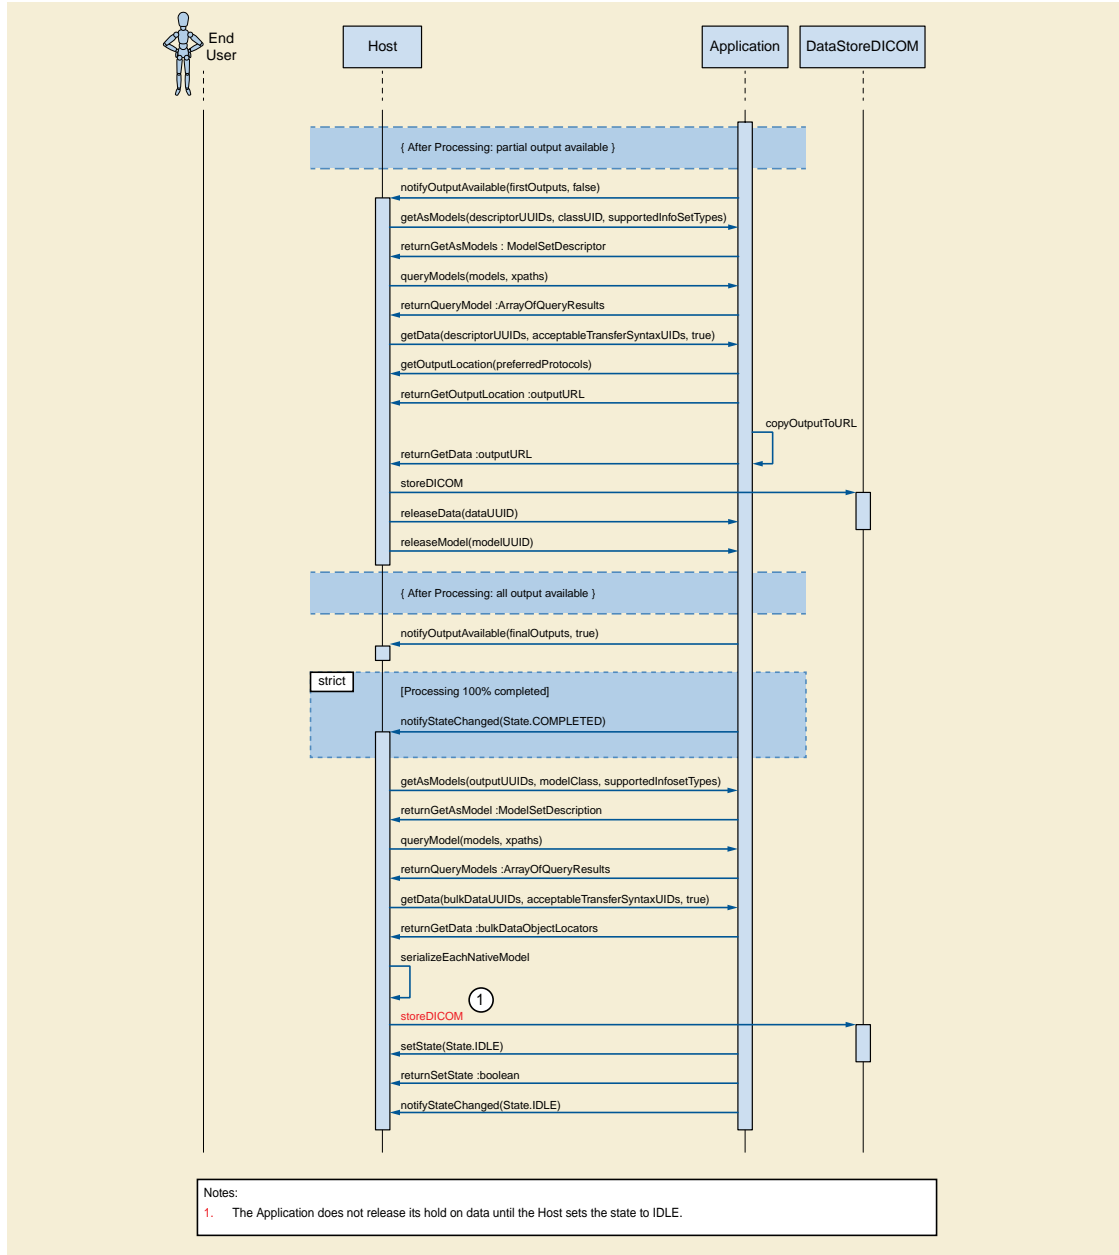 End
User
Host
Application
DataStoreDICOM
{ After Processing: partial output available }
notifyOutputAvailable(firstOutputs, false)
getAsModels(descriptorUUIDs, classUID, supportedInfoSetTypes)
returnGetAsModels : ModelSetDescriptor
queryModels(models, xpaths)
returnQueryModel :ArrayOfQueryResults
getData(descriptorUUIDs, acceptableTransferSyntaxUIDs, true)
getOutputLocation(preferredProtocols)
returnGetOutputLocation :outputURL
copyOutputToURL
returnGetData :outputURL
storeDICOM
releaseData(dataUUID)
releaseModel(modelUUID)
{ After Processing: all output available }
notifyOutputAvailable(finalOutputs, true)
strict
[Processing 100% completed]
notifyStateChanged(State.COMPLETED)
getAsModels(outputUUIDs, modelClass, supportedInfosetTypes)
returnGetAsModel :ModelSetDescription
queryModel(models, xpaths)
returnQueryModels :ArrayOfQueryResults
getData(bulkDataUUIDs, acceptableTransferSyntaxUIDs, true)
returnGetData :bulkDataObjectLocators
serializeEachNativeModel
1
storeDICOM
setState(State.IDLE)
returnSetState :boolean
notifyStateChanged(State.IDLE)
Notes:
1. The Application does not release its hold on data until the Host sets the state to IDLE.